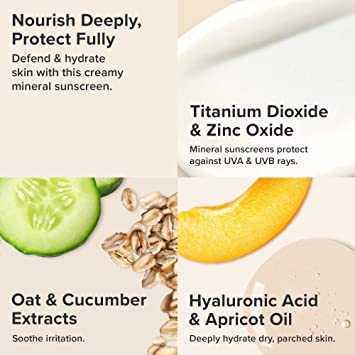 Nourish Deeply,
Protect Fully
Defend & hydrate
skin with this creamy
mineral sunscreen.
Titanium Dioxide
& Zinc Oxide
Mineral sunscreens protect
against UVA & UVB rays.
Oat & Cucumber
Extracts
Soothe irritation.
Hyaluronic Acid
& Apricot Oil
Deeply hydrate dry, parched skin.